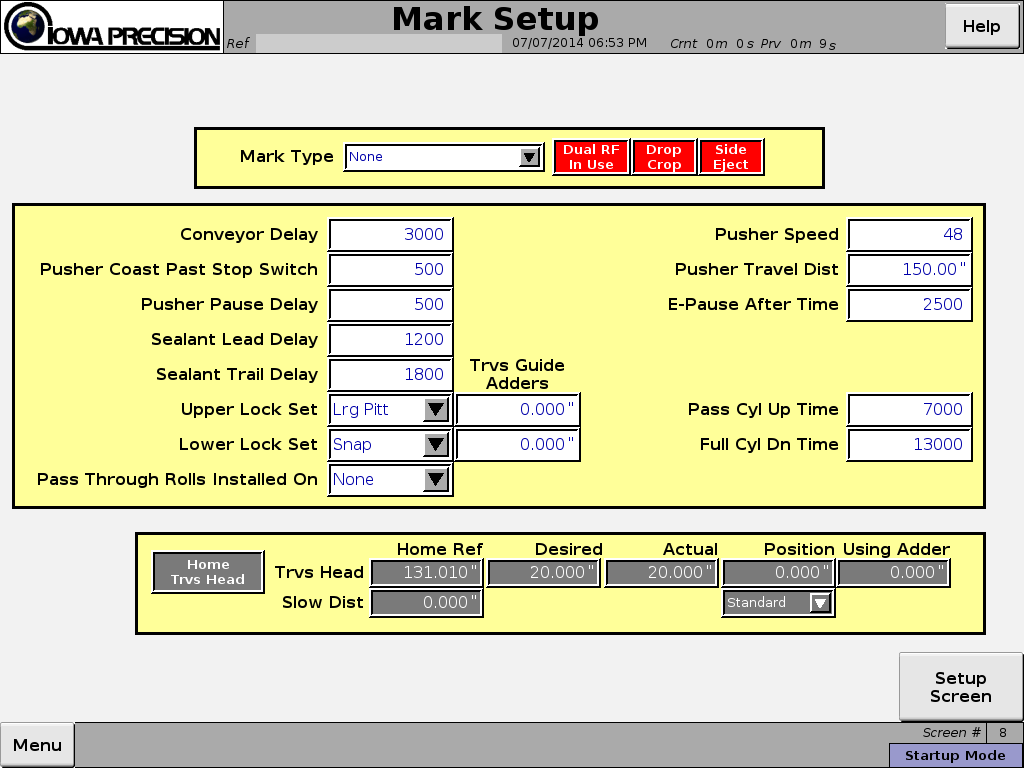 IOWA PRECISION
Mark Setup
Help
Ref
07/07/2014 06:53 PM
Crnt 0m 0s Prv 0m 9s
Mark Type
None
Dual RF
In Use
Drop
Crop
Side
Eject
Conveyor Delay 3000
Pusher Speed 48
Pusher Coast Past Stop Switch 500
Pusher Travel Dist 150.00"
Pusher Pause Delay 500
E-Pause After Time 2500
Sealant Lead Delay 1200
Sealant Trail Delay 1800
Trvs Guide
Adders
Upper Lock Set Lrg Pitt 0.000"
Pass Cyl Up Time 7000
Lower Lock Set Snap 0.000"
Full Cyl Dn Time 13000
Pass Through Rolls Installed On None
Home
Trvs Head
Home Ref Desired Actual Position Using Adder
Trvs Head 131.010" 20.000" 20.000" 0.000" 0.000"
Slow Dist 0.000" Standard
Setup
Screen
Menu
Screen # 8
Startup Mode